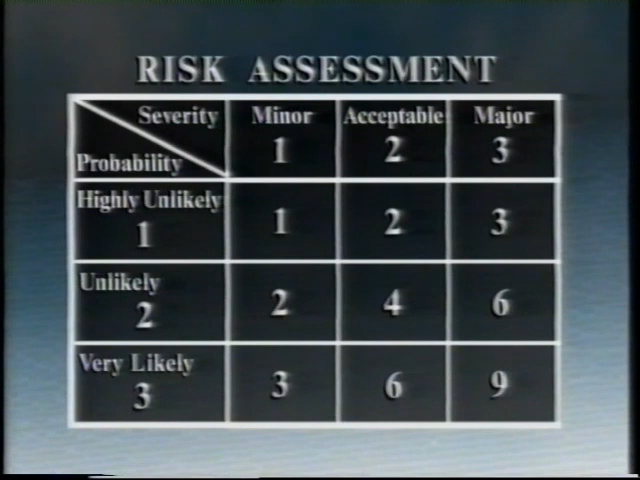 RISK ASSESSMENT
Severity Minor Acceptable Major
Probability 1 2 3
Highly Unlikely
1 1 2 3
Unlikely
2 2 4 6
Very Likely
3 3 6 9